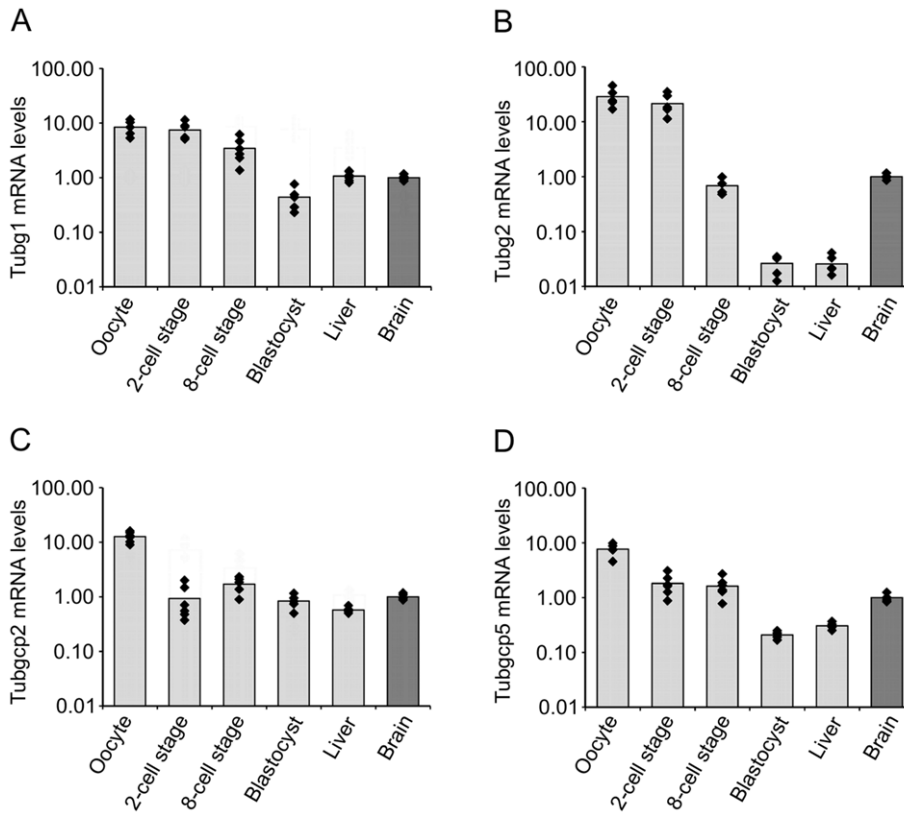 A
Tubg1 mRNA levels
100.00
10.00
1.00
0.10
0.01
Oocyte
2-cell stage
8-cell stage
Blastocyst
Liver
Brain
B
Tubg2 mRNA levels
100.00
10.00
1.00
0.10
0.01
Oocyte
2-cell stage
8-cell stage
Blastocyst
Liver
Brain
C
Tubgcp2 mRNA levels
100.00
10.00
1.00
0.10
0.01
Oocyte
2-cell stage
8-cell stage
Blastocyst
Liver
Brain
D
Tubgcp5 mRNA levels
100.00
10.00
1.00
0.10
0.01
Oocyte
2-cell stage
8-cell stage
Blastocyst
Liver
Brain